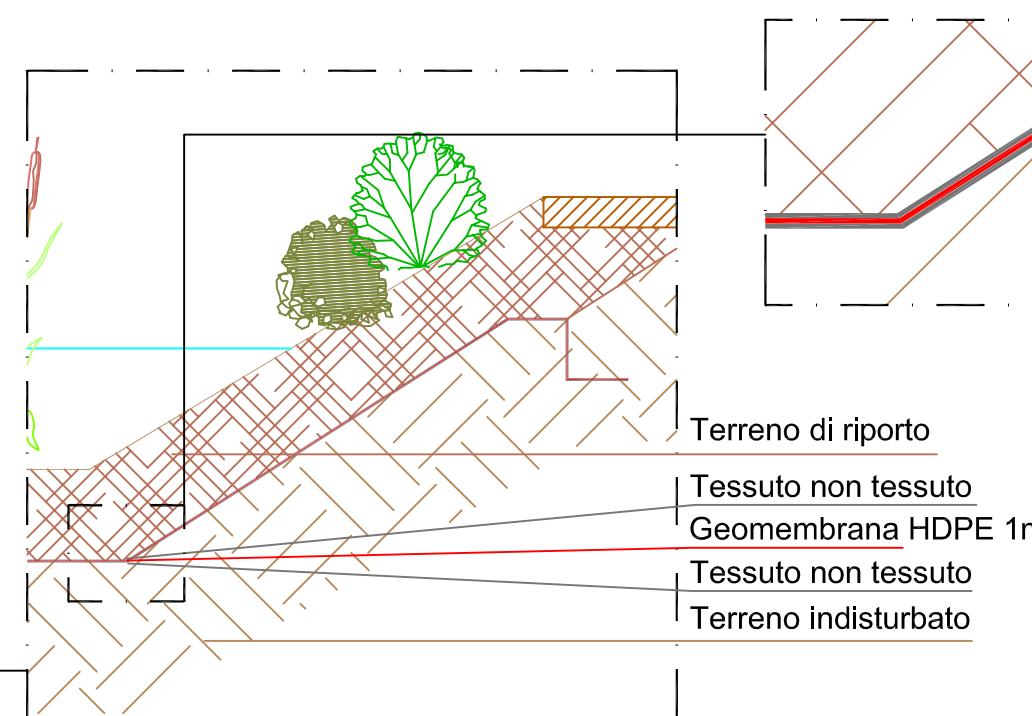 Terreno di riporto
Tessuto non tessuto
Geomembrana HDPE
Tessuto non tessuto
Terreno indisturbato